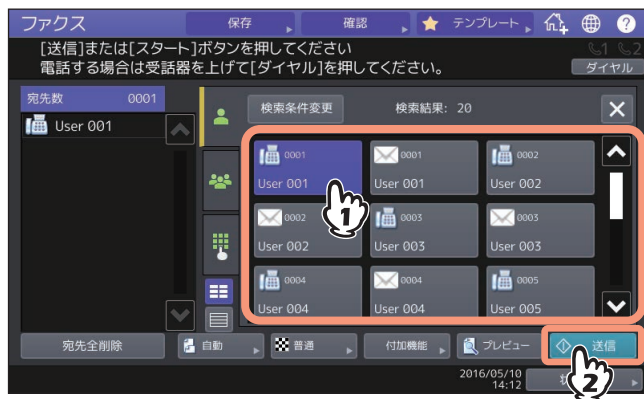 ファクス 保存 確認 テンプレート
[送信]または[スタート]ボタンを押してください
電話する場合は受話器を上げて[ダイヤル]を押してください。
1 2
ダイヤル
宛先数 0001
User 001
検索条件変更 検索結果: 20
0001 0001 0002
User 001 User 001 User 002
0002 0003 0003
User 002 User 003 User 003
0004 0004 0005
User 004 User 004 User 005
1
宛先全削除 自動 普通 付加機能 プレビュー 送信
2016/05/10
14:12
2